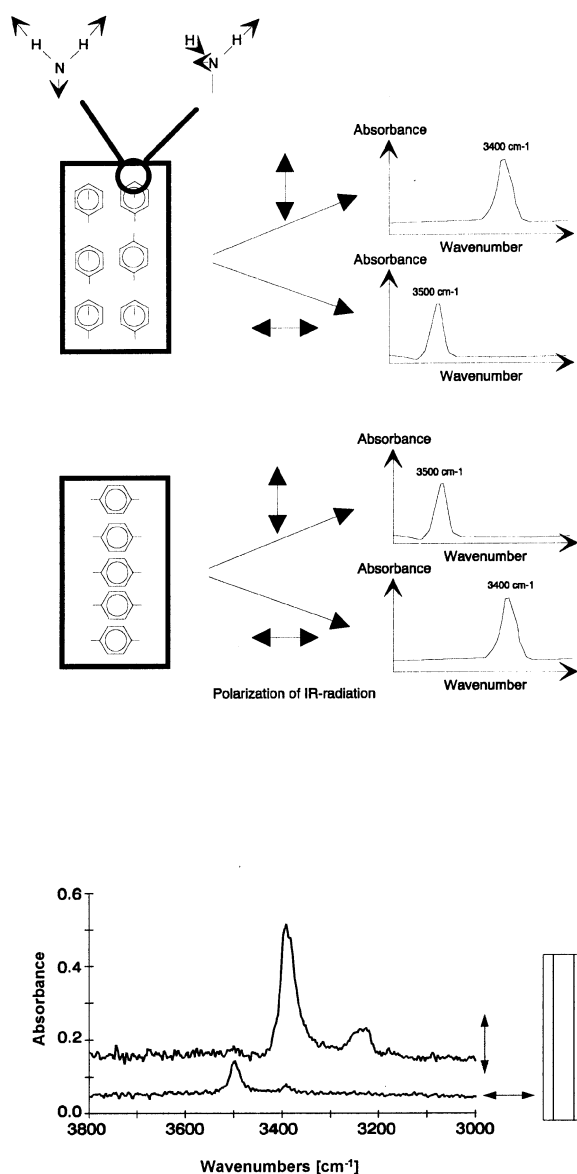 H H
N
H H
N
Absorbance
3400 cm-1
Wavenumber
Absorbance
3500 cm-1
Wavenumber
Absorbance
3500 cm-1
Wavenumber
Absorbance
3400 cm-1
Wavenumber
Polarization of IR-radiation
0.6
0.4
0.2
0.0
Absorbance
3800 3600 3400 3200 3000
Wavenumbers [cm-1]